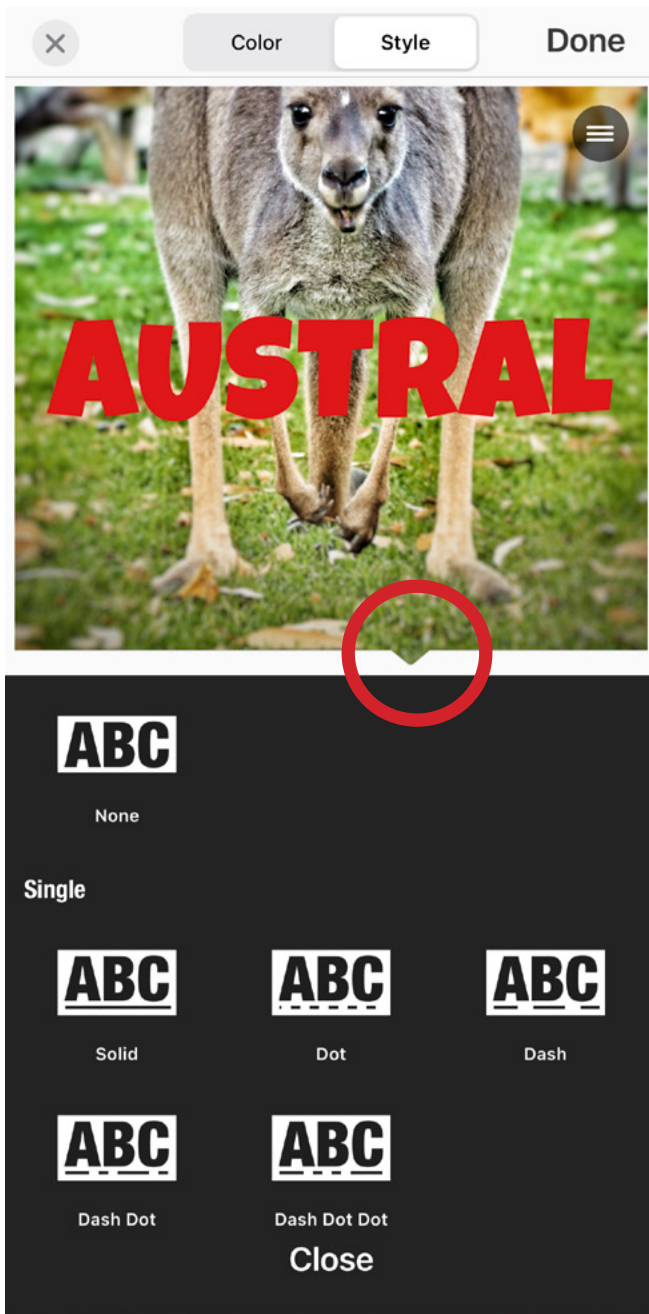 Color Style Done
AUSTRAL
ABC
None
Single
ABC ABC ABC
Solid Dot Dash
ABC ABC
Dash Dot Dash Dot Dot
Close